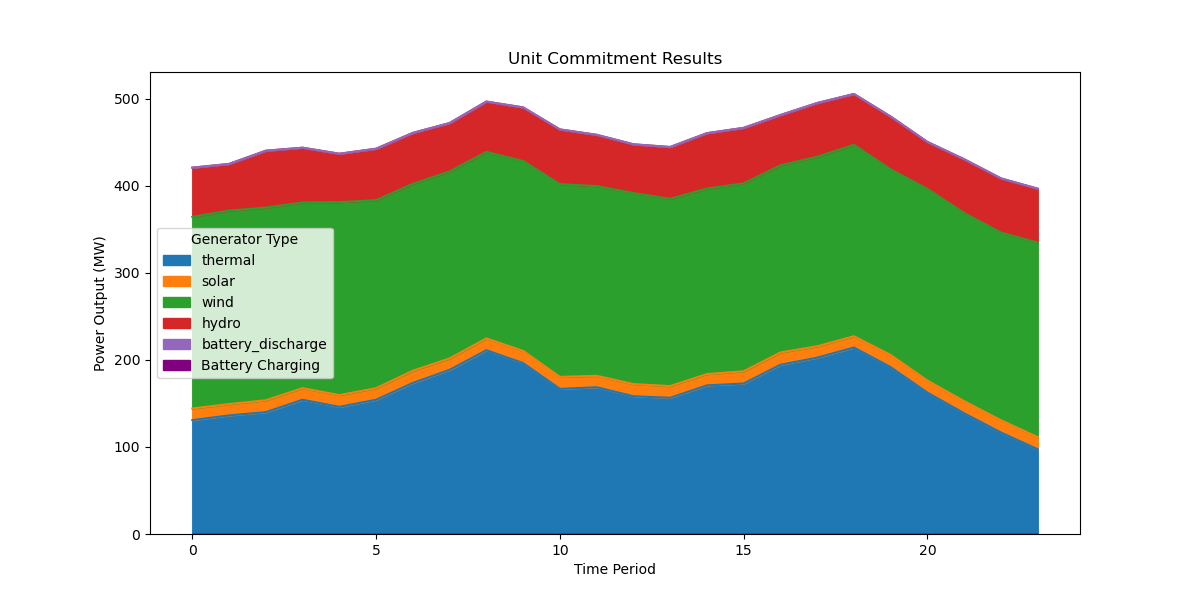 Unit Commitment Results
Power Output (MW)
500
400
300
200
100
0
Generator Type
thermal
solar
wind
hydro
battery_discharge
Battery Charging
0 5 10 15 20
Time Period